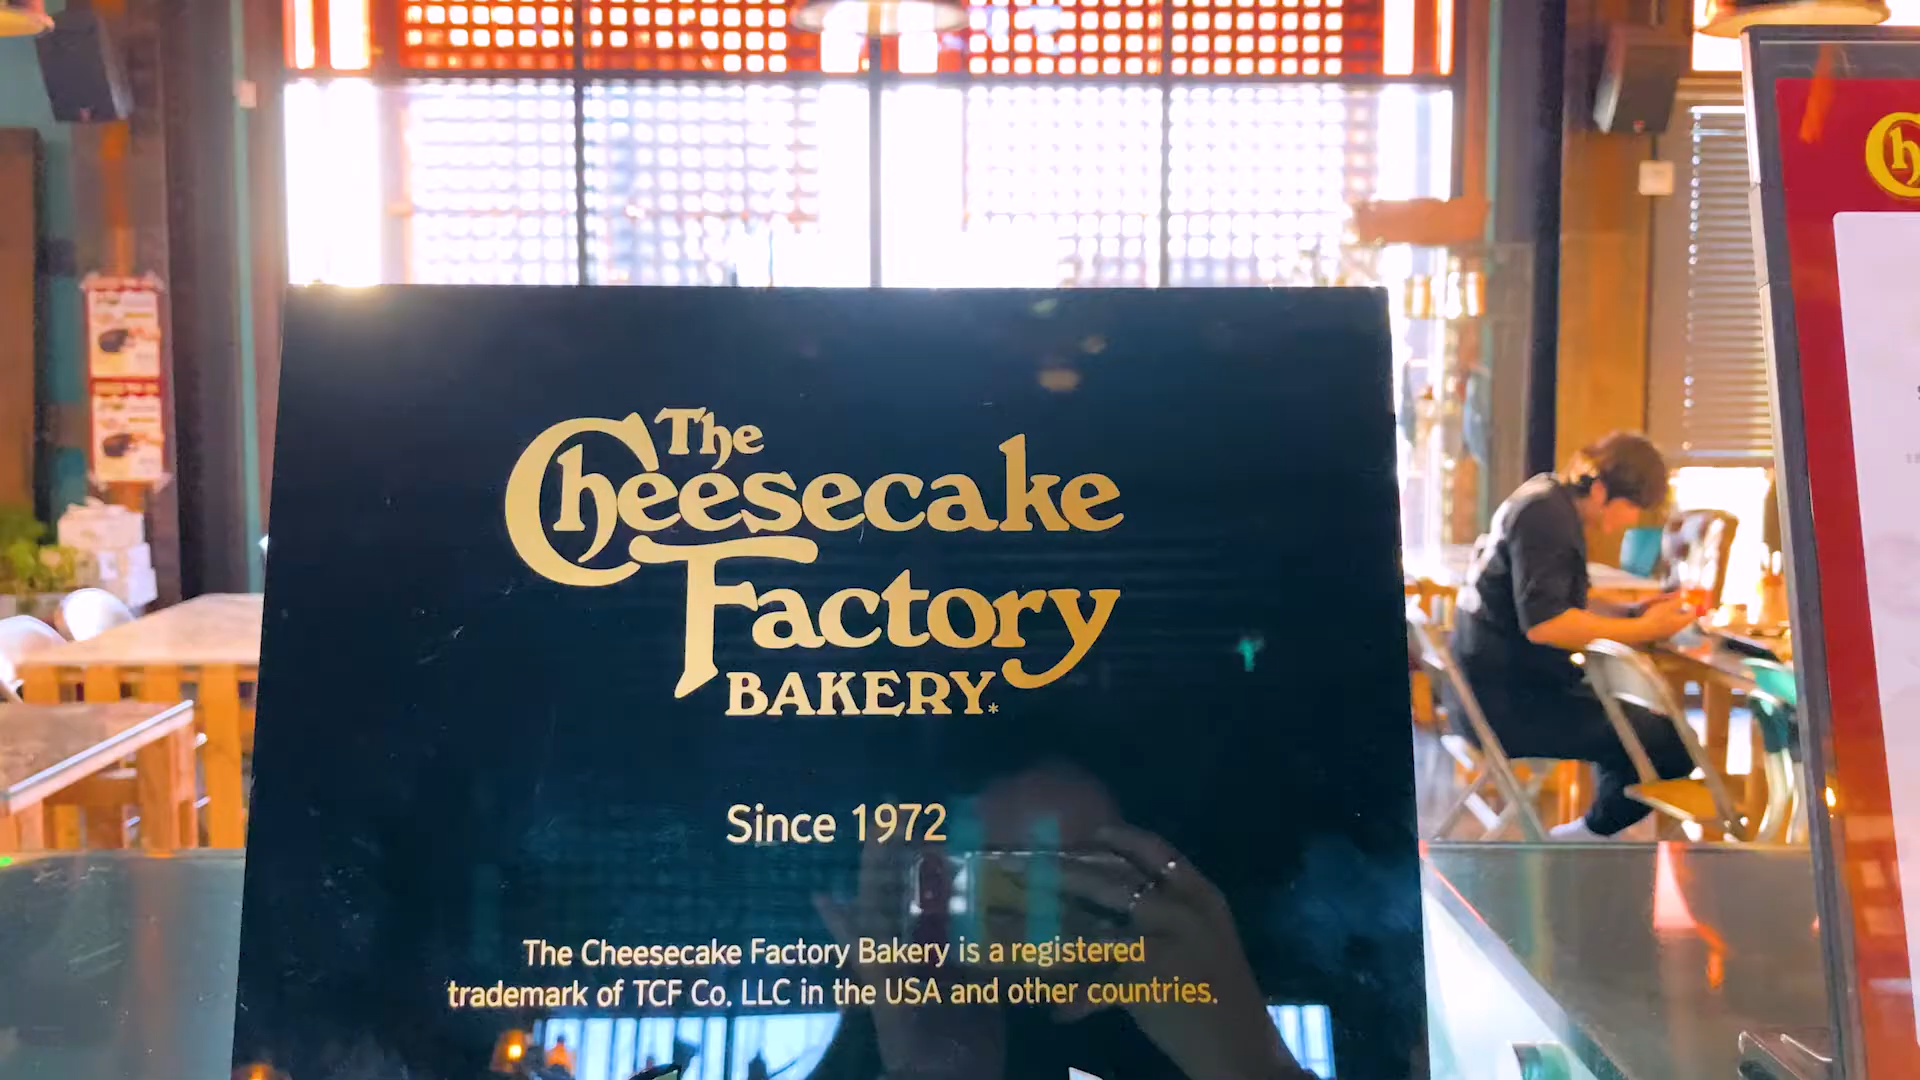 The
Cheesecake
Factory
BAKERY*
Since 1972
The Cheesecake Factory Bakery is a registered
trademark of TCF Co. LLC in the USA and other countries.